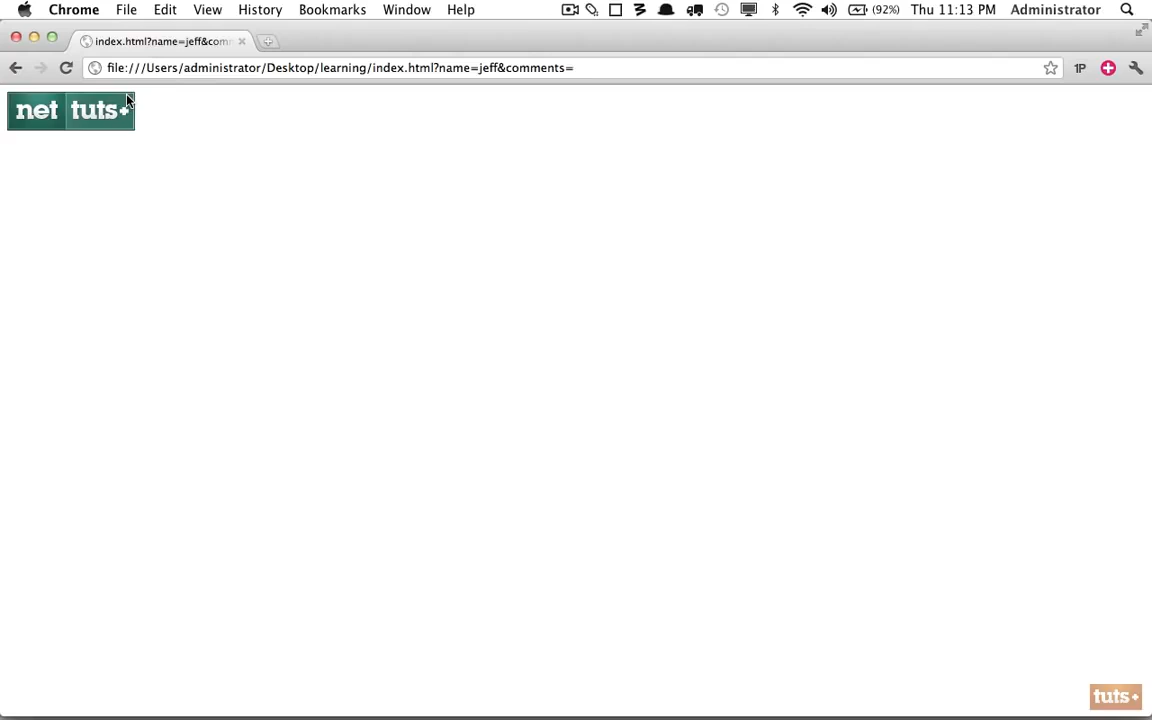 Chrome File Edit View History Bookmarks Window Help (92%) Thu 11:13 PM Administrator
index.html?name=jeff&com
file:///Users/administrator/Desktop/learning/index.html?name=jeff&comments= 1P
net tuts+
tuts+